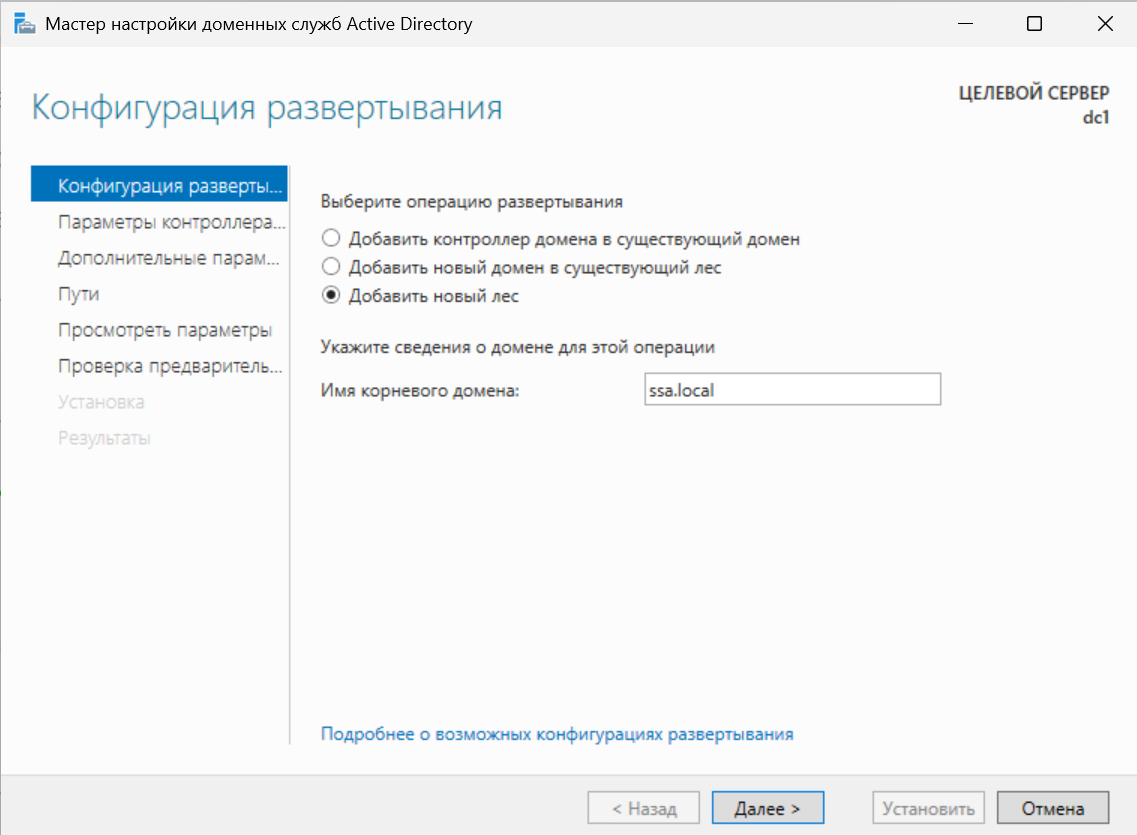 Мастер настройки доменных служб Active Directory
Конфигурация развертывания
ЦЕЛЕВОЙ СЕРВЕР
dc1
Конфигурация разверты...
Параметры контроллера...
Дополнительные парам...
Пути
Просмотреть параметры
Проверка предваритель...
Установка
Результаты
Выберите операцию развертывания
Добавить контроллер домена в существующий домен
Добавить новый домен в существующий лес
Добавить новый лес
Укажите сведения о домене для этой операции
Имя корневого домена: ssa.local
Подробнее о возможных конфигурациях развертывания
< Назад Далее > Установить Отмена